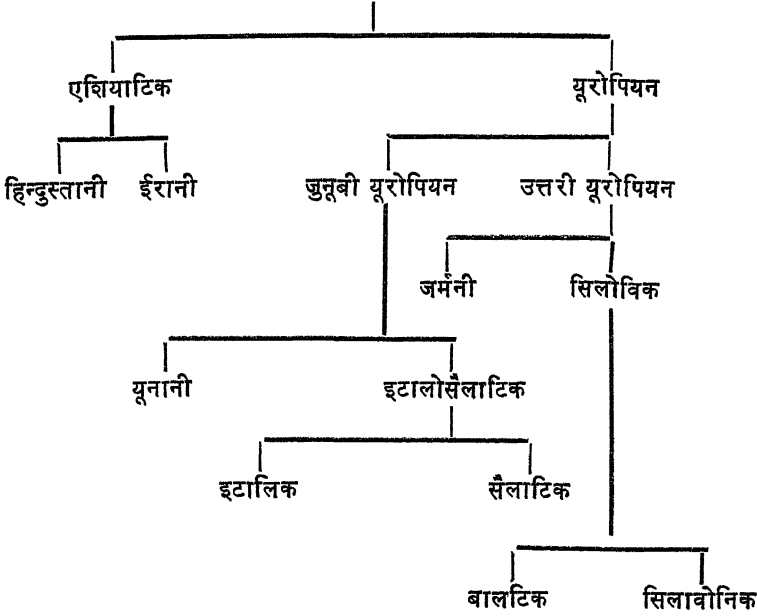 एशियाटिक यूरोपियन
हिन्दुस्तानी ईरानी जुनूबी यूरोपियन उत्तरी यूरोपियन
जर्मनी सिलोविक
यूनानी इटालोसैलाटिक
इटालिक सैलाटिक
बालटिक सिलावोनिक